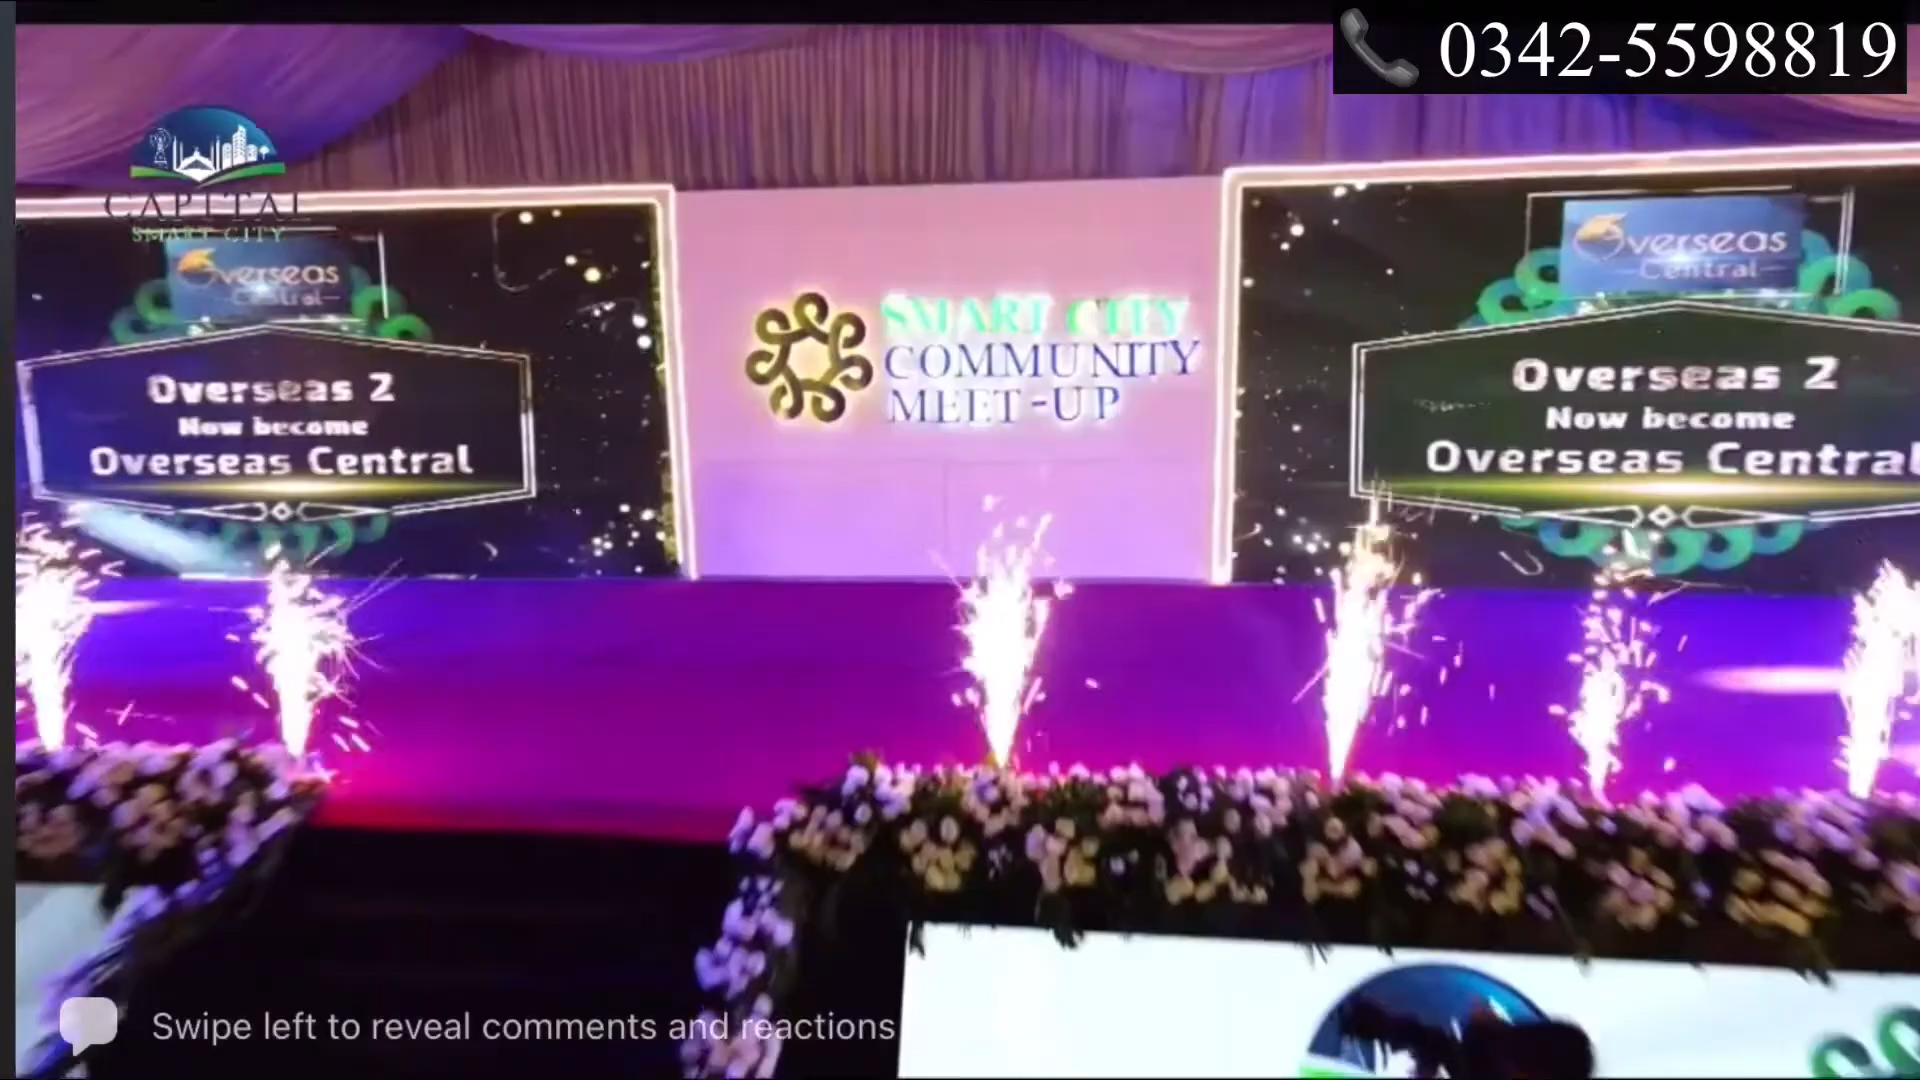 0342-5598819
CAPITAL
SMART CITY
Overseas
Central
Overseas 2
Now become
Overseas Central
SMART CITY
COMMUNITY
MEET-UP
Overseas
Central
Overseas 2
Now become
Overseas Central
Swipe left to reveal comments and reactions